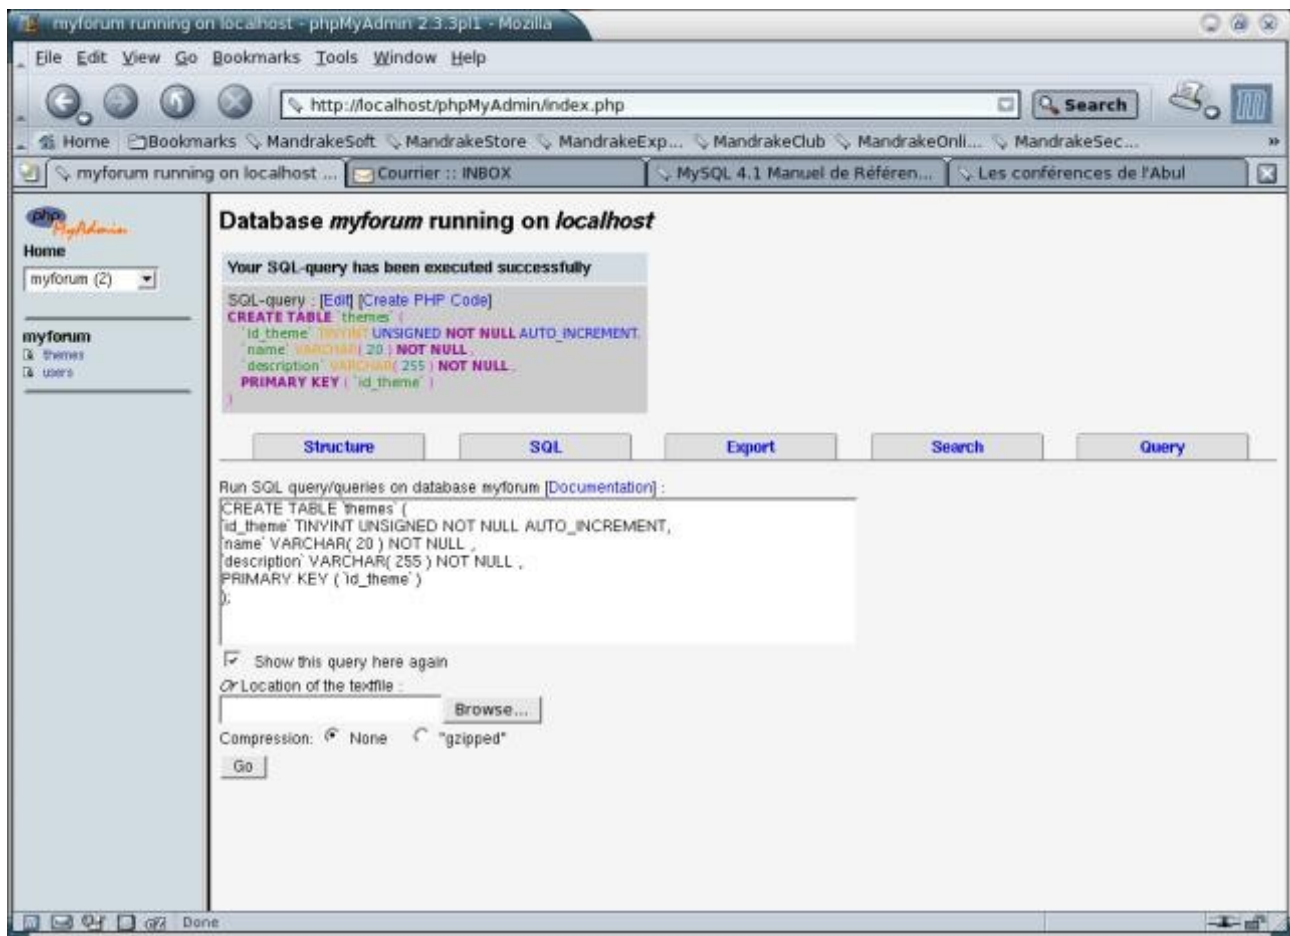 myforum running on localhost - phpMyAdmin 2.3.3pl1 - Mozilla
File Edit View Go Bookmarks Tools Window Help
http://localhost/phpMyAdmin/index.php Search
Home Bookmarks MandrakeSoft MandrakeStore MandrakeExp... MandrakeClub MandrakeOnli... MandrakeSec...
myforum running on localhost ... Courrier :: INBOX MySQL 4.1 Manuel de Référen... Les conférences de l'Abul
php
MyAdmin
Home
myforum (2)
myforum
themes
users
Database myforum running on localhost
Your SQL-query has been executed successfully
SQL-query : [Edit] [Create PHP Code]
CREATE TABLE `themes` (
`id_theme` TINYINT UNSIGNED NOT NULL AUTO_INCREMENT,
`name` VARCHAR( 20 ) NOT NULL ,
`description` VARCHAR( 255 ) NOT NULL ,
PRIMARY KEY ( `id_theme` )
)
Structure SQL Export Search Query
Run SQL query/queries on database myforum [Documentation] :
CREATE TABLE `themes` (
`id_theme` TINYINT UNSIGNED NOT NULL AUTO_INCREMENT,
`name` VARCHAR( 20 ) NOT NULL ,
`description` VARCHAR( 255 ) NOT NULL ,
PRIMARY KEY ( `id_theme` )
);
Show this query here again
Or Location of the textfile :
Browse...
Compression: None "gzipped"
Go
Done